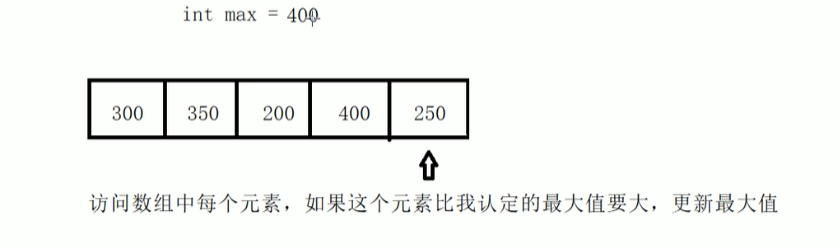 int max = 400
300 350 200 400 250
访问数组中每个元素，如果这个元素比我认定的最大值要大，更新最大值